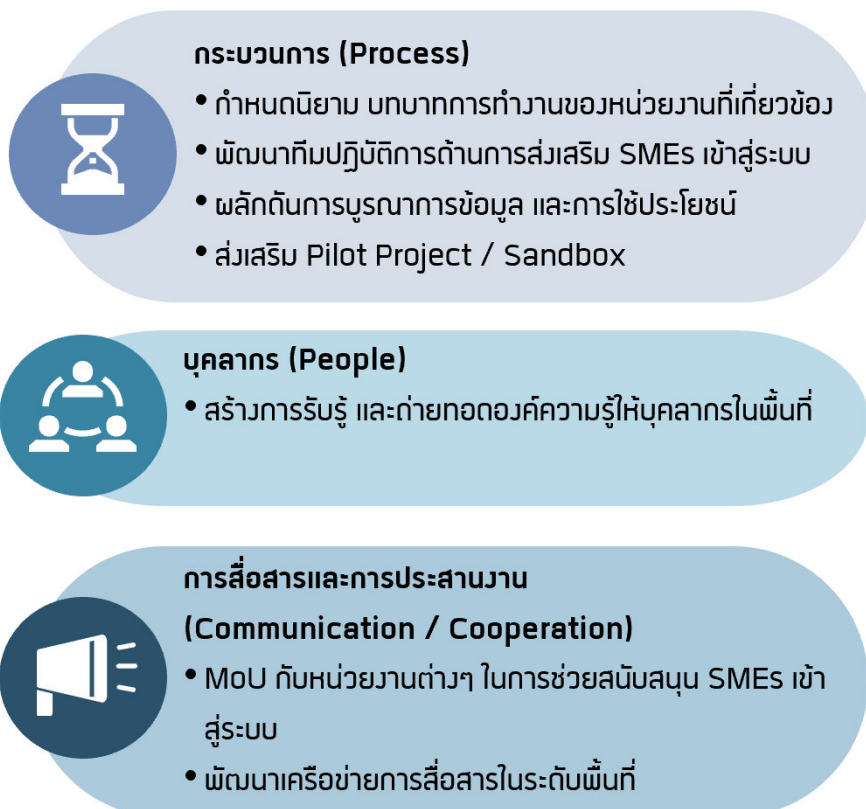 กระบวนการ (Process)
• กำหนดนิยาม บทบาทการทำงานของหน่วยงานที่เกี่ยวข้อง
• พัฒนาทีมปฏิบัติการด้านการส่งเสริม SMEs เข้าสู่ระบบ
• ผลักดันการบูรณาการข้อมูล และการใช้ประโยชน์
• ส่งเสริม Pilot Project / Sandbox
บุคลากร (People)
• สร้างการรับรู้ และถ่ายทอดองค์ความรู้ให้บุคลากรในพื้นที่
การสื่อสารและการประสานงาน
(Communication / Cooperation)
• MoU กับหน่วยงานต่างๆ ในการช่วยสนับสนุน SMEs เข้า
สู่ระบบ
• พัฒนาเครือข่ายการสื่อสารในระดับพื้นที่